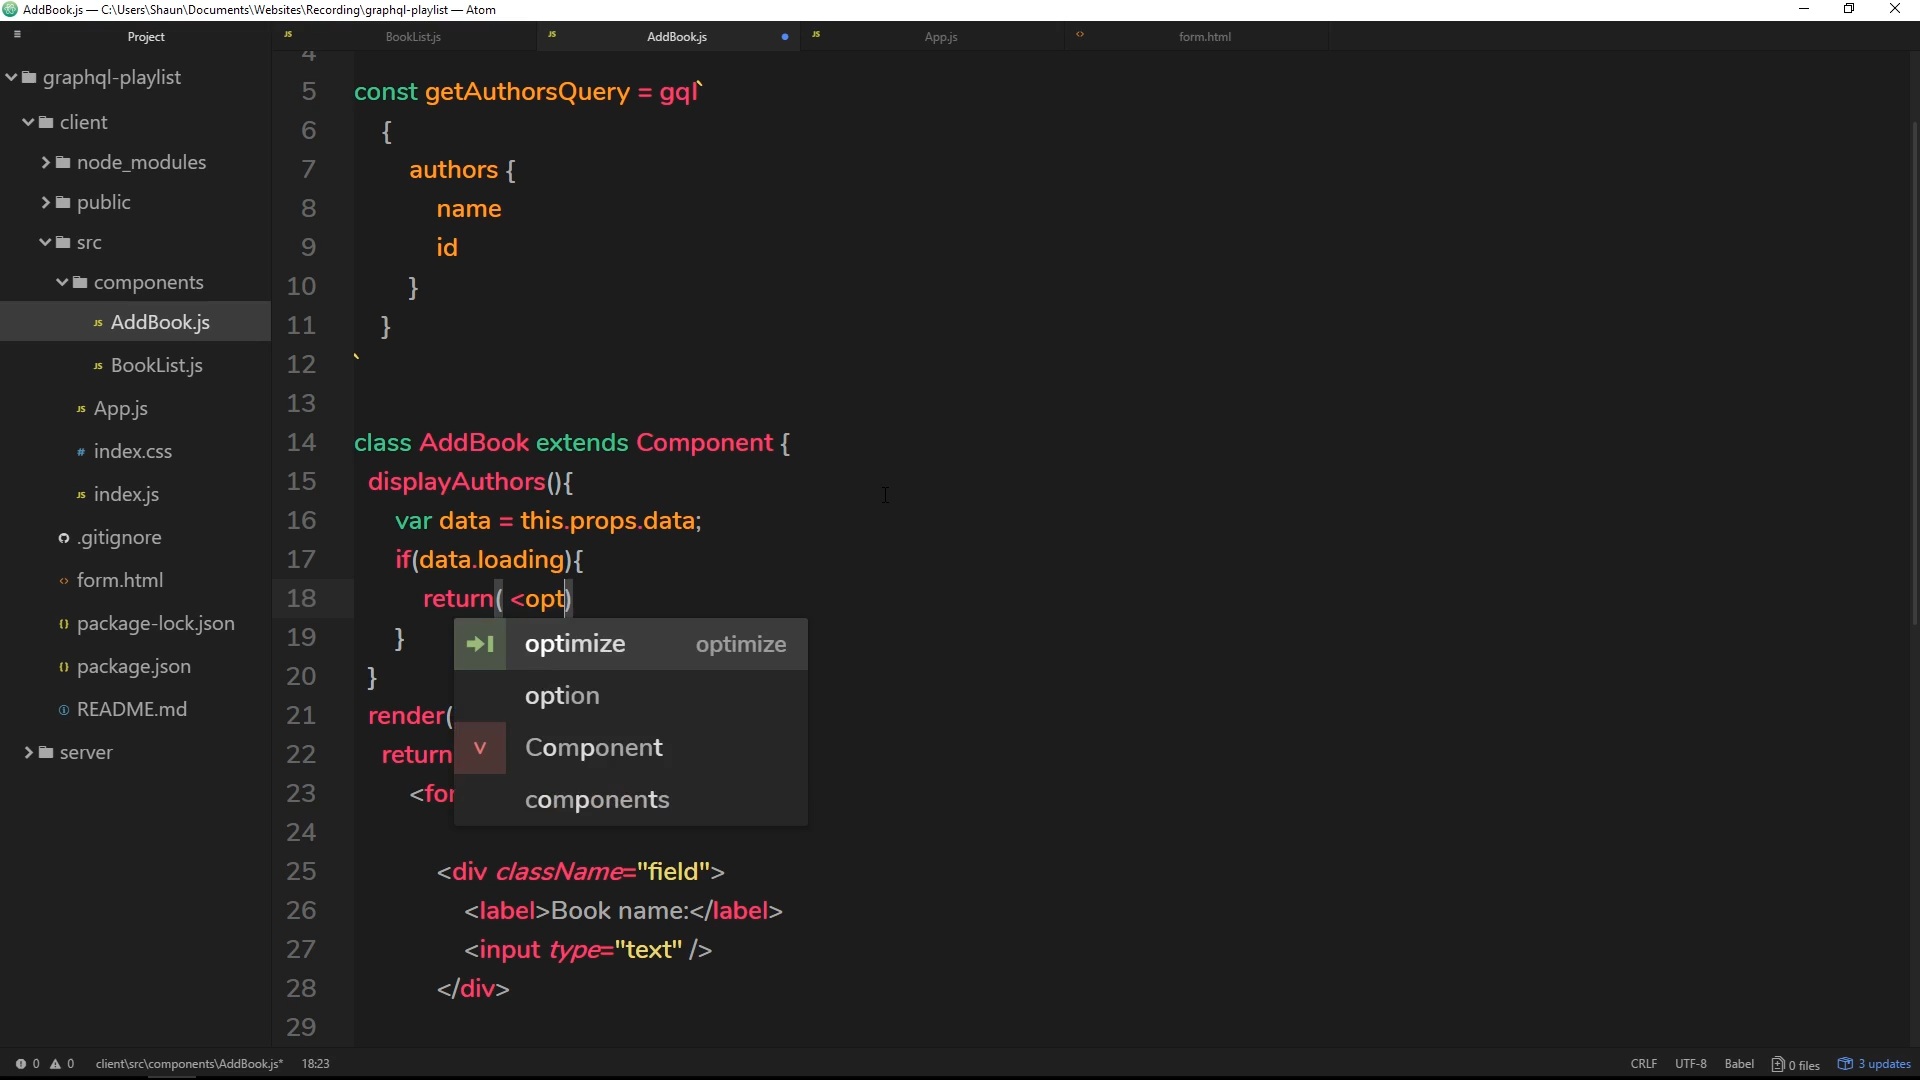 AddBook.js — C:\Users\Shaun\Documents\Websites\Recording\graphql-playlist — Atom
Project
BookList.js
AddBook.js
App.js
form.html
graphql-playlist
client
node_modules
public
src
components
JS AddBook.js
JS BookList.js
JS App.js
# index.css
JS index.js
.gitignore
<> form.html
{} package-lock.json
{} package.json
README.md
server
4
5 const getAuthorsQuery = gql`
6 {
7 authors {
8 name
9 id
10 }
11 }
12 `
13
14 class AddBook extends Component {
15 displayAuthors(){
16 var data = this.props.data;
17 if(data.loading){
18 return( <opt)
19 }
20 }
21 render(
22 return
23 <for
24
25 <div className="field">
26 <label>Book name:</label>
27 <input type="text" />
28 </div>
29
optimize optimize
option
v Component
components
0 0 client\src\components\AddBook.js* 18:23
CRLF UTF-8 Babel 0 files 3 updates